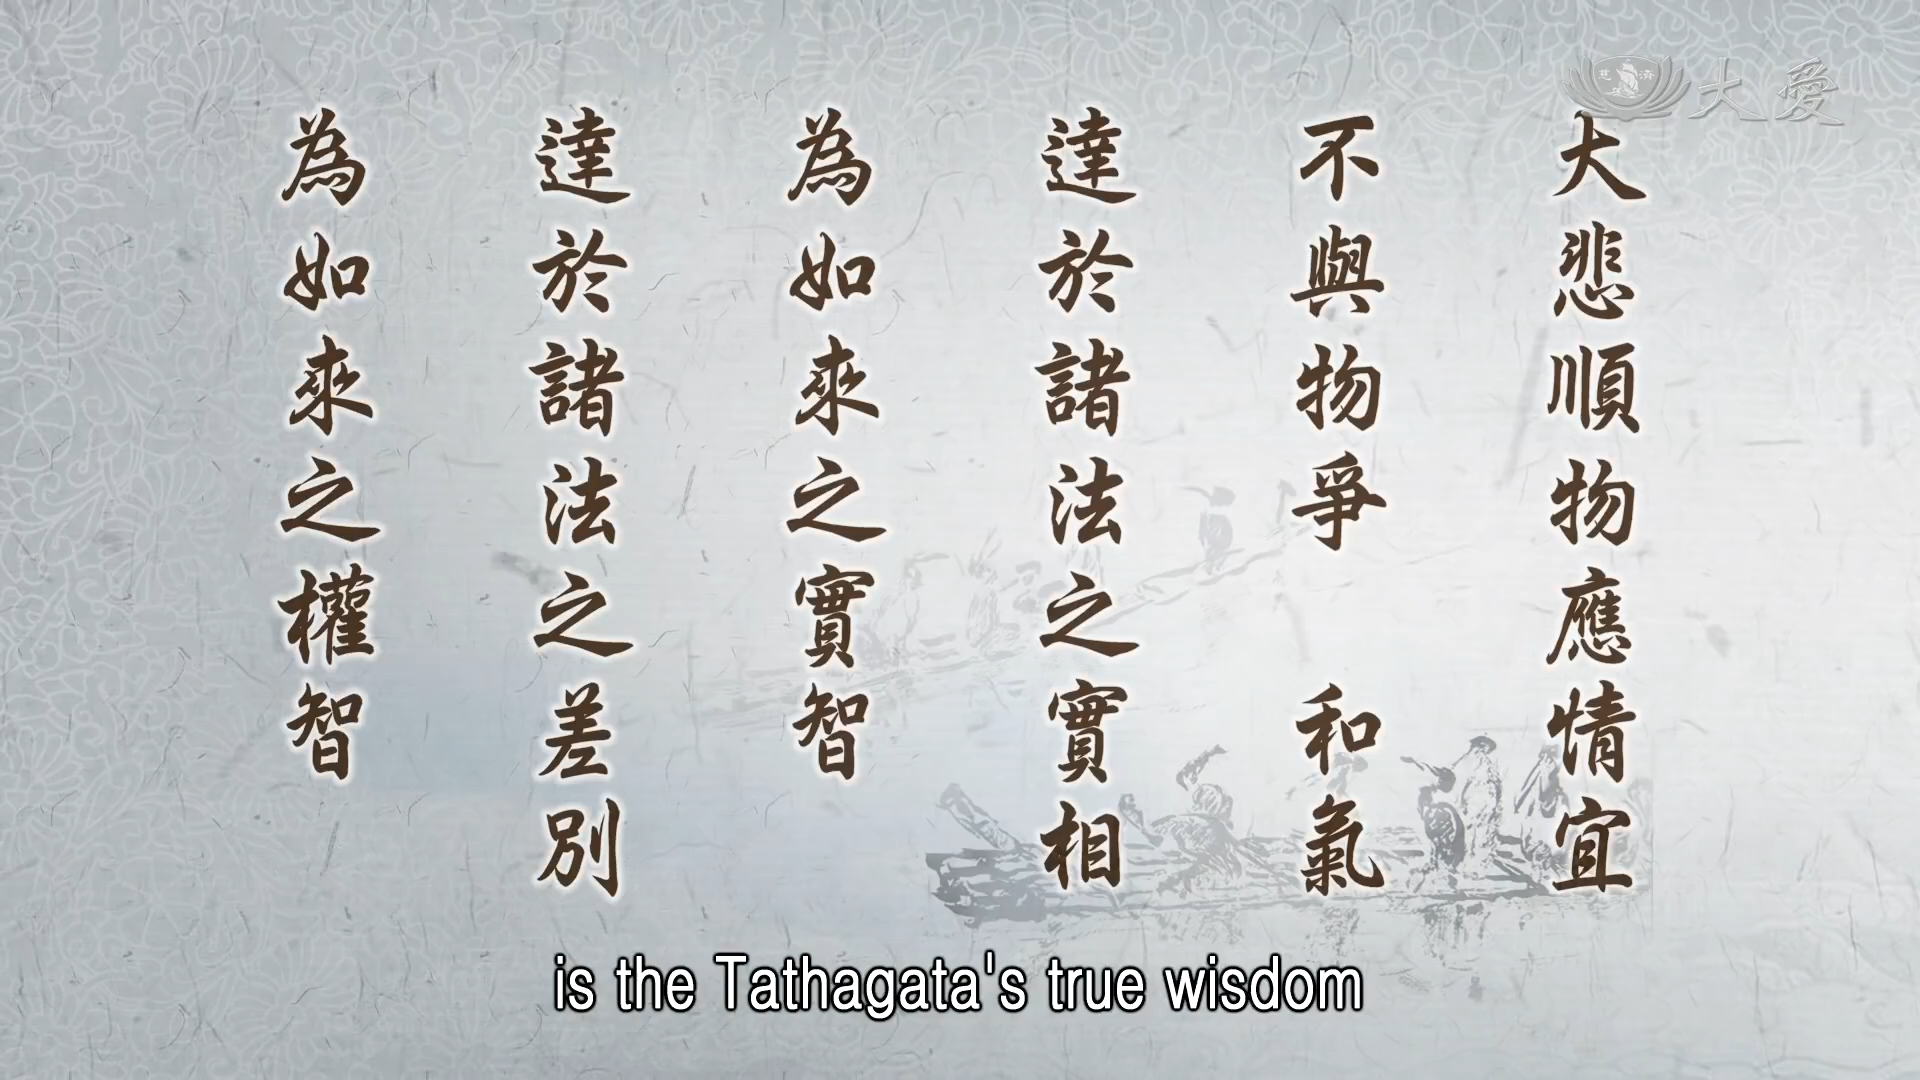 大悲順物應情宜
不與物爭 和氣
達於諸法之實相
為如來之實智
達於諸法之差別
為如來之權智
慈濟
大愛
is the Tathagata's true wisdom